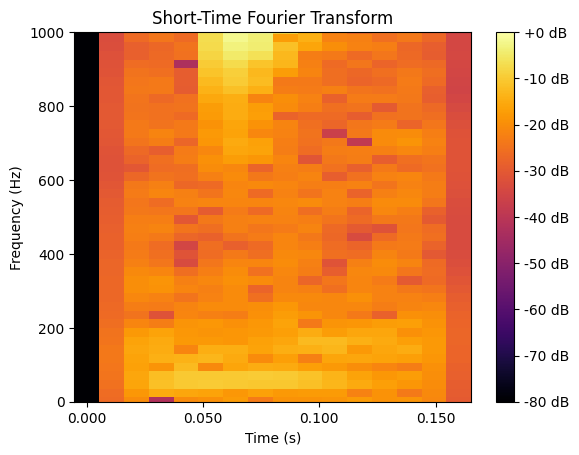 Short-Time Fourier Transform
Frequency (Hz)
1000
800
600
400
200
0
0.000
0.050
0.100
0.150
Time (s)
+0 dB
-10 dB
-20 dB
-30 dB
-40 dB
-50 dB
-60 dB
-70 dB
-80 dB